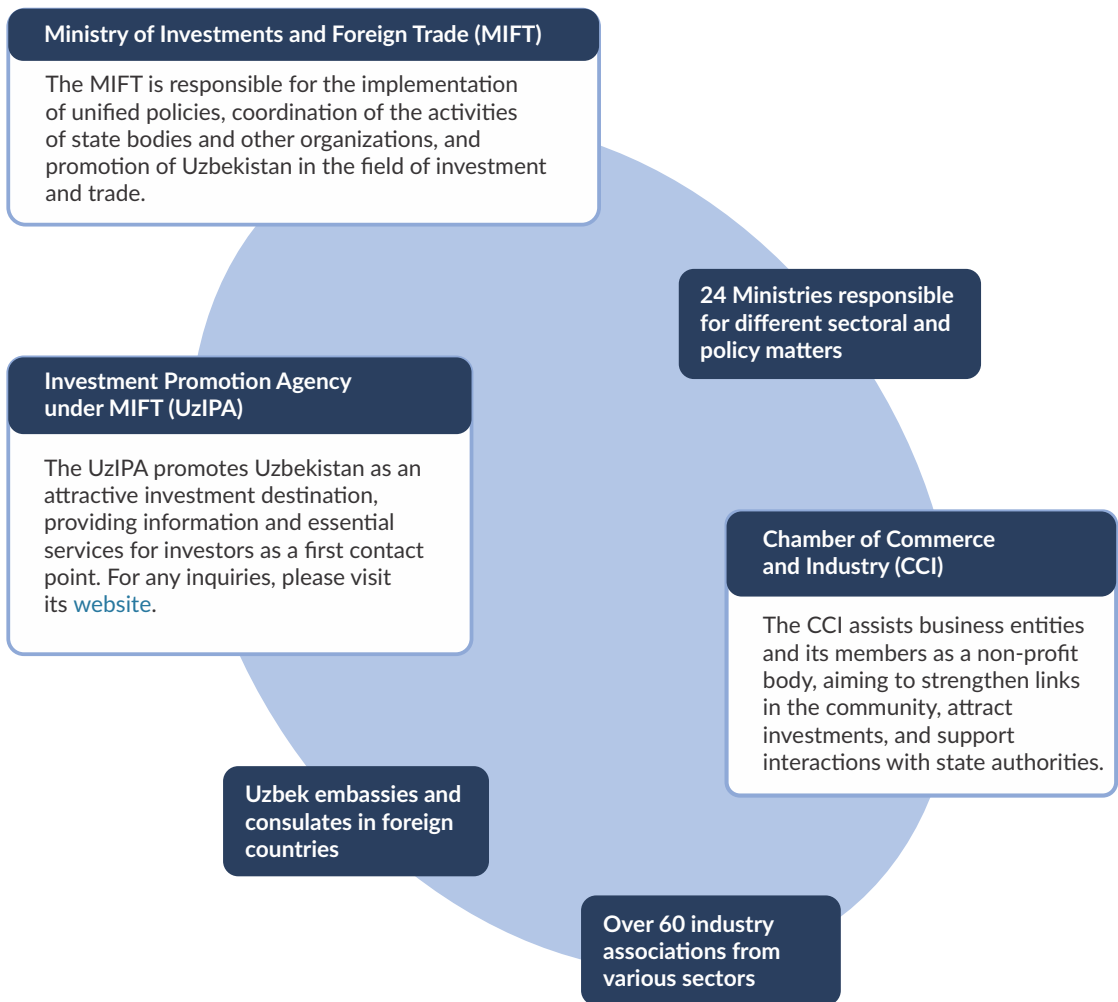 Ministry of Investments and Foreign Trade (MIFT)
The MIFT is responsible for the implementation
of unified policies, coordination of the activities
of state bodies and other organizations, and
promotion of Uzbekistan in the field of investment
and trade.
24 Ministries responsible
for different sectoral and
policy matters
Investment Promotion Agency
under MIFT (UzIPA)
The UzIPA promotes Uzbekistan as an
attractive investment destination,
providing information and essential
services for investors as a first contact
point. For any inquiries, please visit
its website.
Chamber of Commerce
and Industry (CCI)
The CCI assists business entities
and its members as a non-profit
body, aiming to strengthen links
in the community, attract
investments, and support
interactions with state authorities.
Uzbek embassies and
consulates in foreign
countries
Over 60 industry
associations from
various sectors